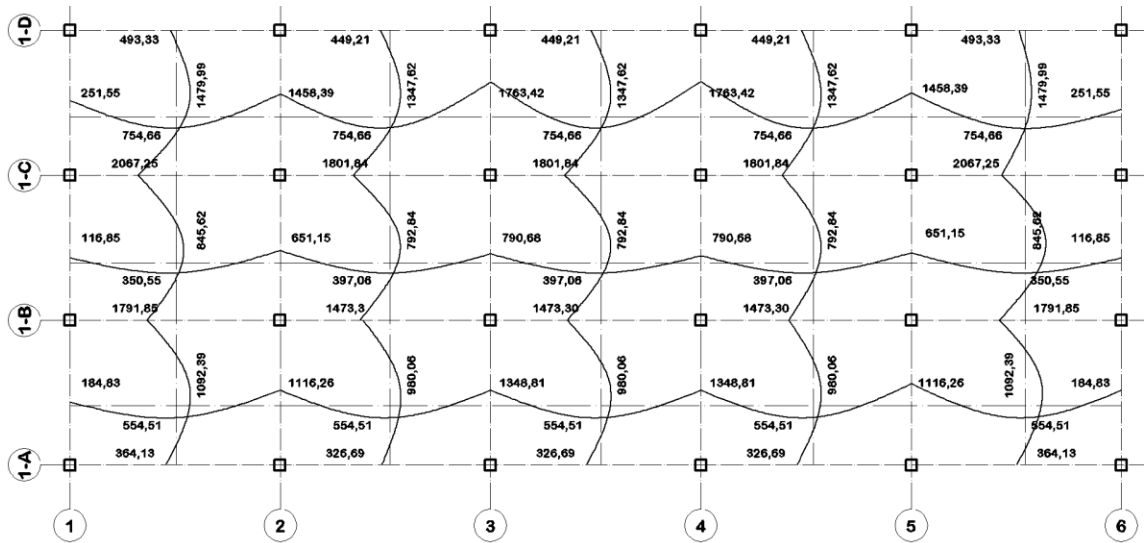 1-D
493,33 449,21 449,21 449,21 493,33
1479,99 1347,62 1347,62 1347,62 1479,99
251,55 1458,39 1763,42 1763,42 1458,39 251,55
754,66 754,66 754,66 754,66 754,66
2067,25 1801,84 1801,84 1801,84 2067,25
1-C
845,62 792,84 792,84 792,84 845,62
116,85 651,15 790,68 790,68 651,15 116,85
350,55 397,06 397,06 397,06 350,55
1791,85 1473,3 1473,30 1473,30 1791,85
1-B
1092,39 980,06 980,06 980,06 1092,39
184,83 1116,26 1348,81 1348,81 1116,26 184,83
554,51 554,51 554,51 554,51 554,51
364,13 326,69 326,69 326,69 364,13
1-A
1 2 3 4 5 6